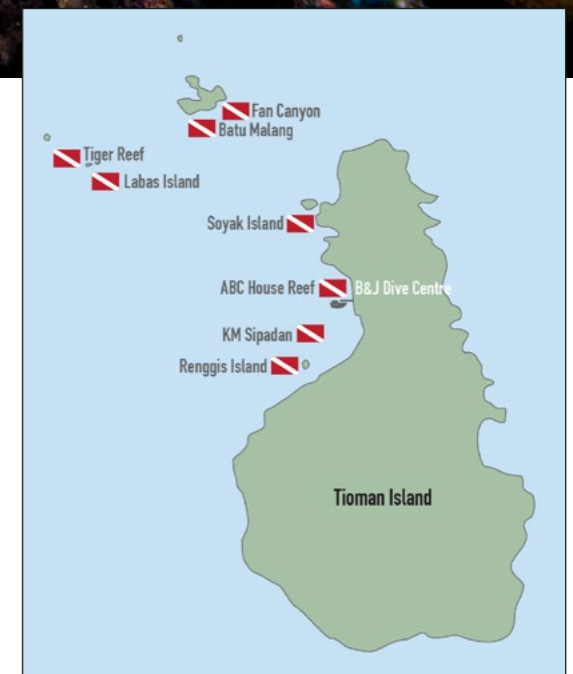 Fan Canyon
Batu Malang
Tiger Reef
Labas Island
Soyak Island
ABC House Reef
B&J Dive Centre
KM Sipadan
Renggis Island
Tioman Island